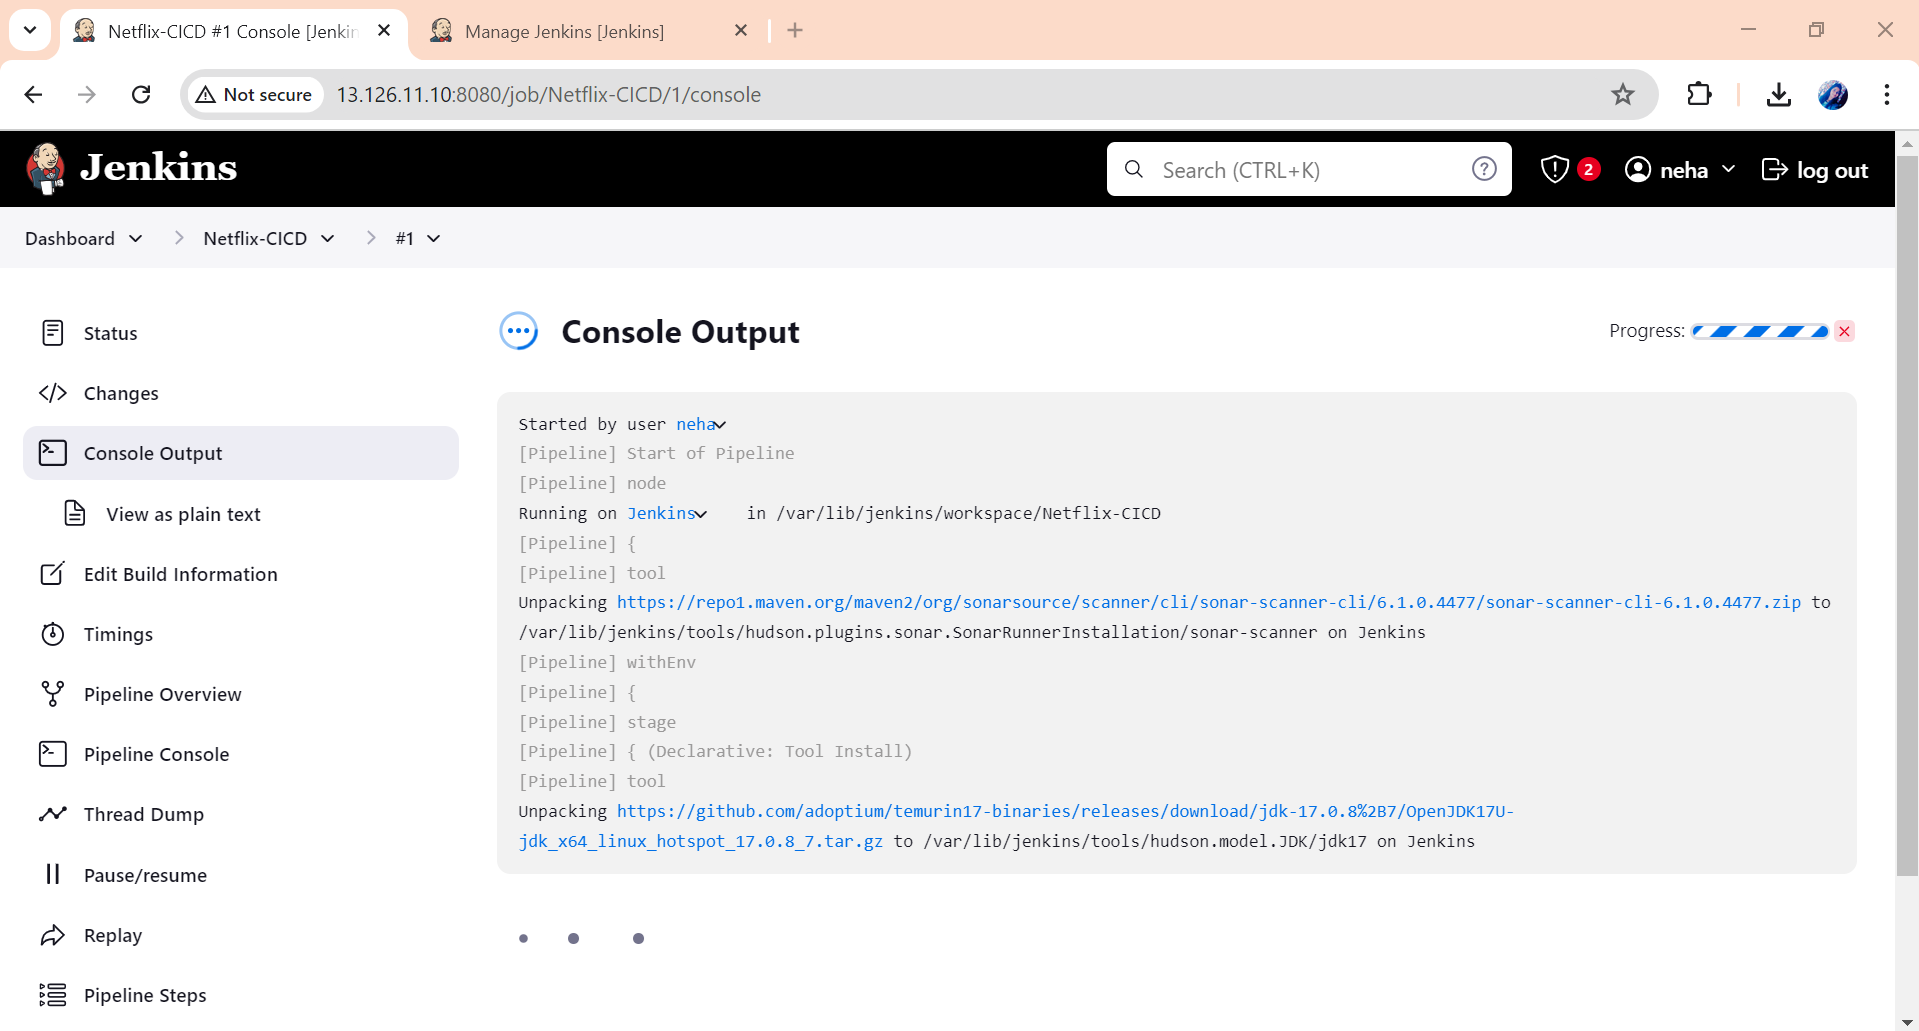 Netflix-CICD #1 Console [Jenkin
Manage Jenkins [Jenkins]
Not secure
13.126.11.10:8080/job/Netflix-CICD/1/console
Jenkins
Search (CTRL+K)
2
neha
log out
Dashboard
Netflix-CICD
#1
Status
Changes
Console Output
View as plain text
Edit Build Information
Timings
Pipeline Overview
Pipeline Console
Thread Dump
Pause/resume
Replay
Pipeline Steps
Console Output
Progress:
Started by user neha
[Pipeline] Start of Pipeline
[Pipeline] node
Running on Jenkins in /var/lib/jenkins/workspace/Netflix-CICD
[Pipeline] {
[Pipeline] tool
Unpacking https://repo1.maven.org/maven2/org/sonarsource/scanner/cli/sonar-scanner-cli/6.1.0.4477/sonar-scanner-cli-6.1.0.4477.zip to
/var/lib/jenkins/tools/hudson.plugins.sonar.SonarRunnerInstallation/sonar-scanner on Jenkins
[Pipeline] withEnv
[Pipeline] {
[Pipeline] stage
[Pipeline] { (Declarative: Tool Install)
[Pipeline] tool
Unpacking https://github.com/adoptium/temurin17-binaries/releases/download/jdk-17.0.8%2B7/OpenJDK17U-
jdk_x64_linux_hotspot_17.0.8_7.tar.gz to /var/lib/jenkins/tools/hudson.model.JDK/jdk17 on Jenkins